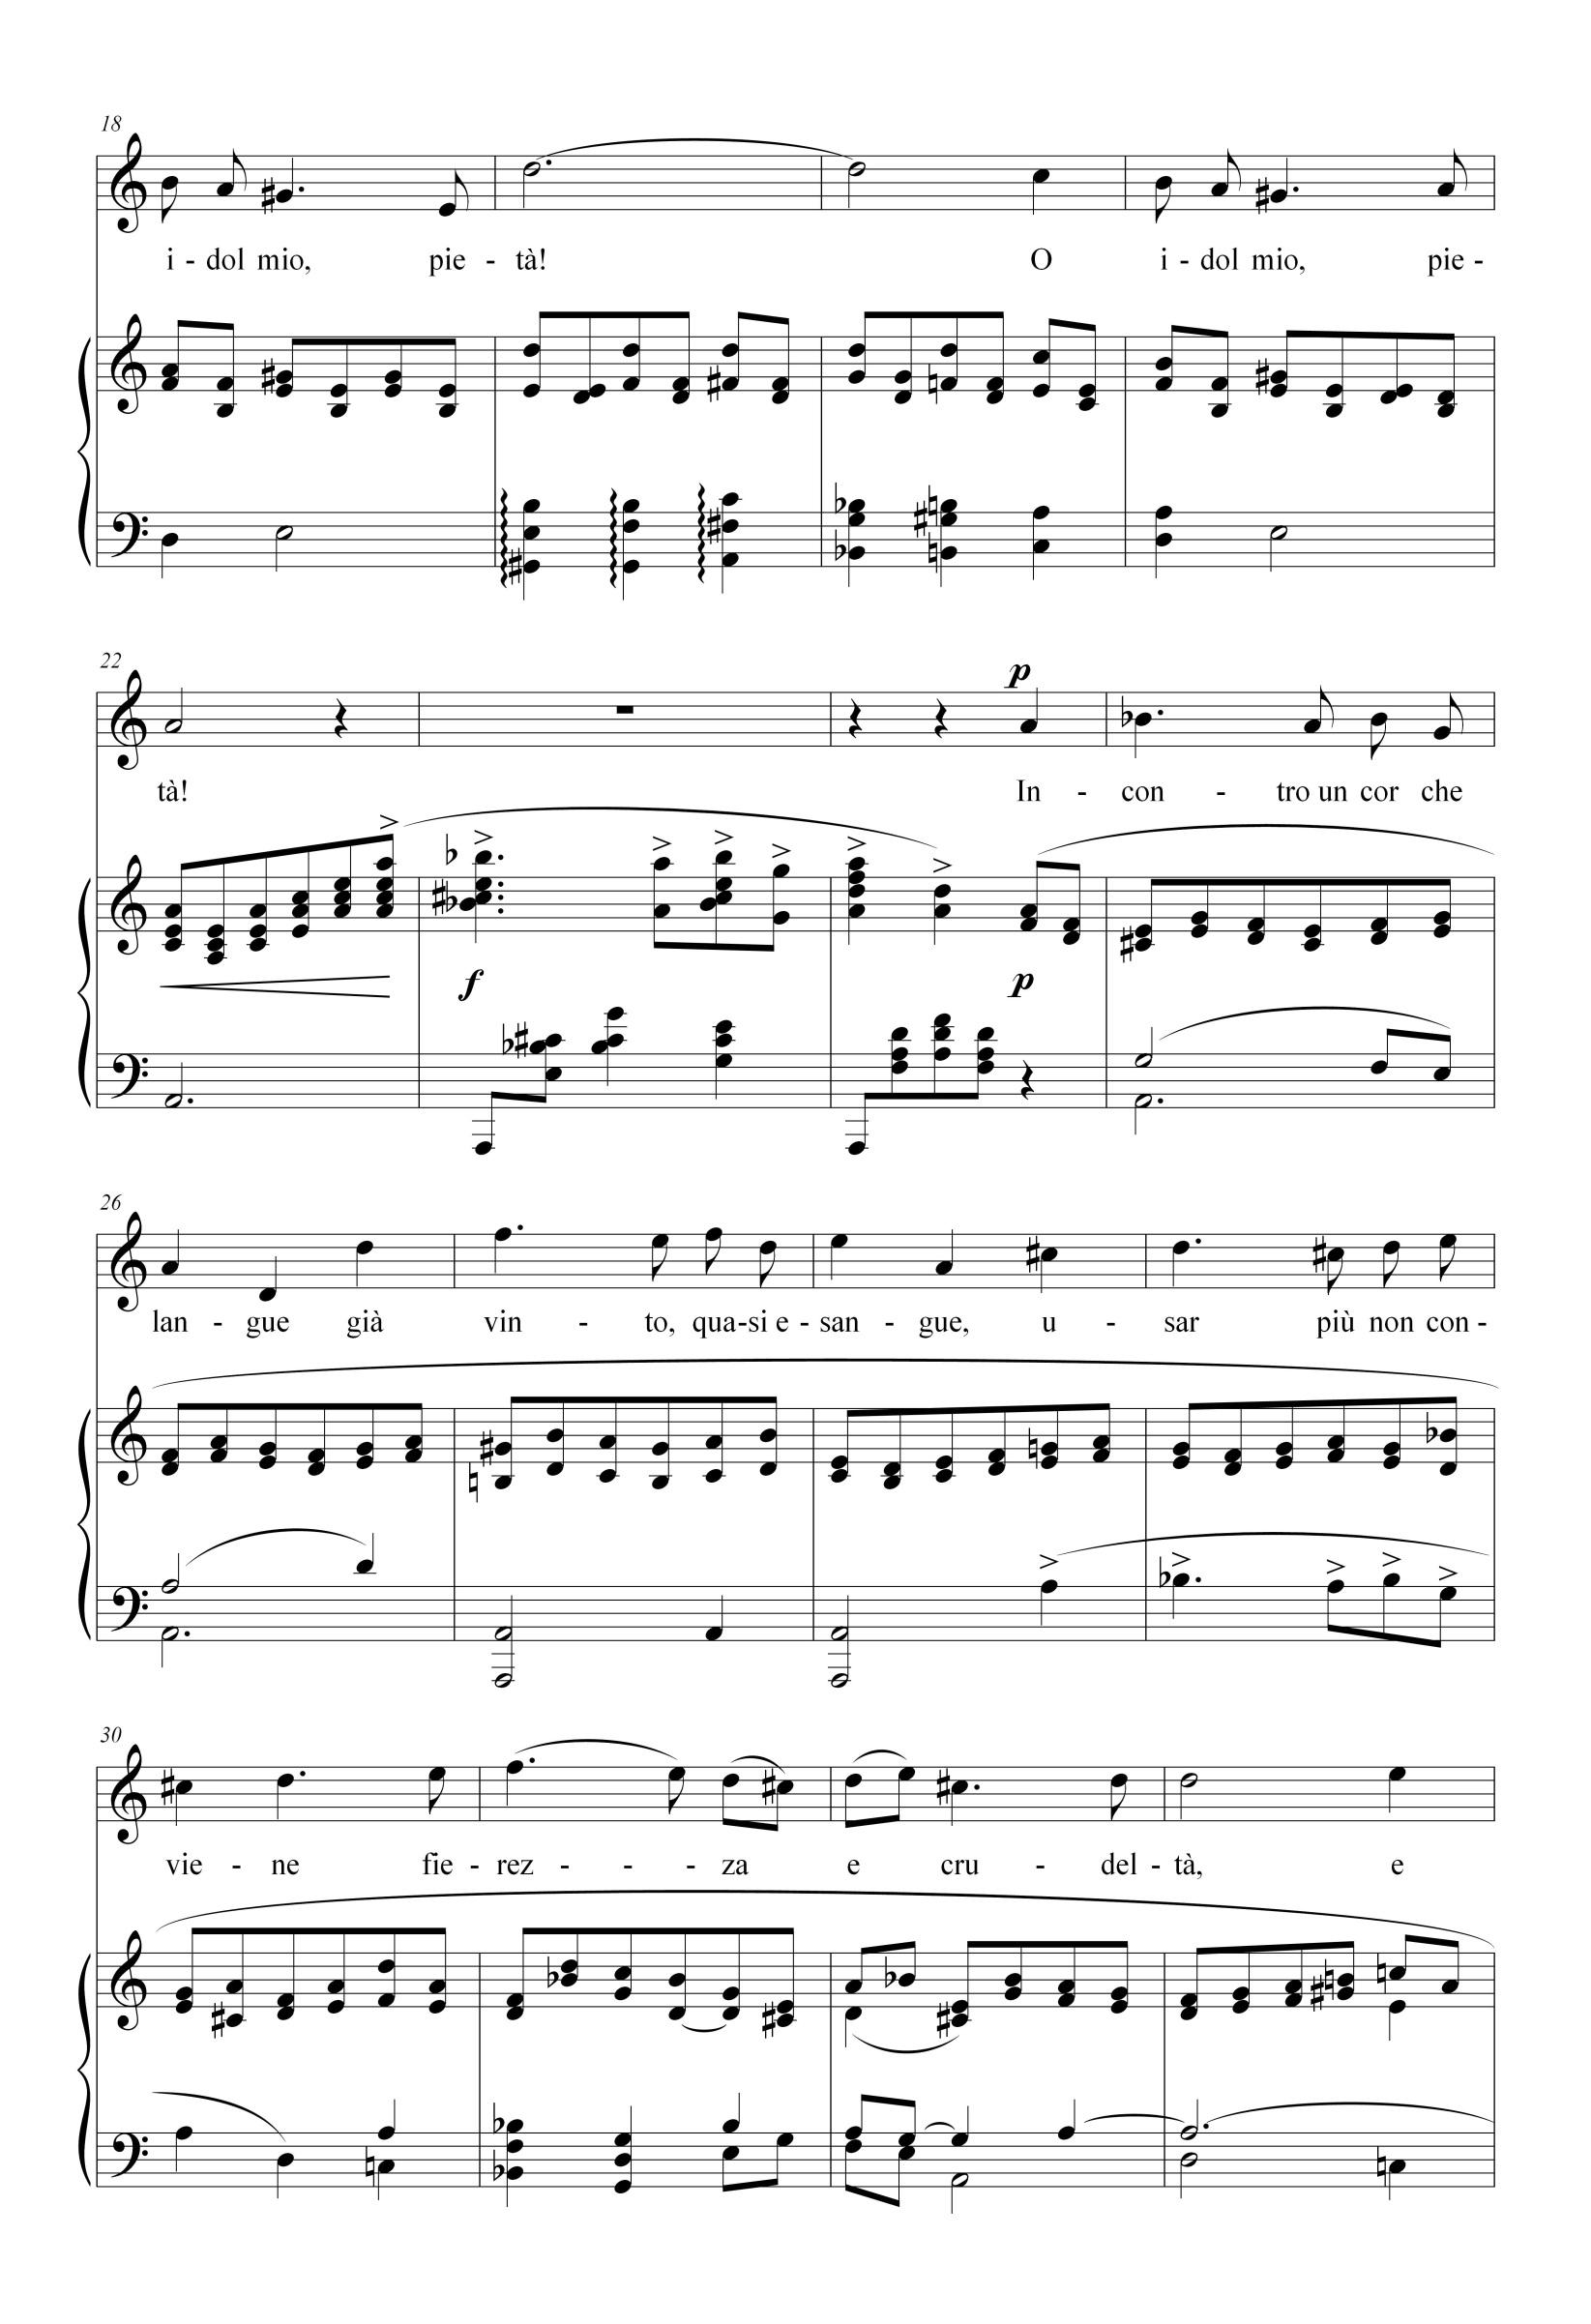 18
i - dol mio, pie - tà! O i - dol mio, pie -
22
p
tà! In - con - tro un cor che
f p
26
lan - gue già vin - to, qua - si e - san - gue, u - sar più non con -
30
vie - ne fie - rez - - - za e cru - del - tà, e